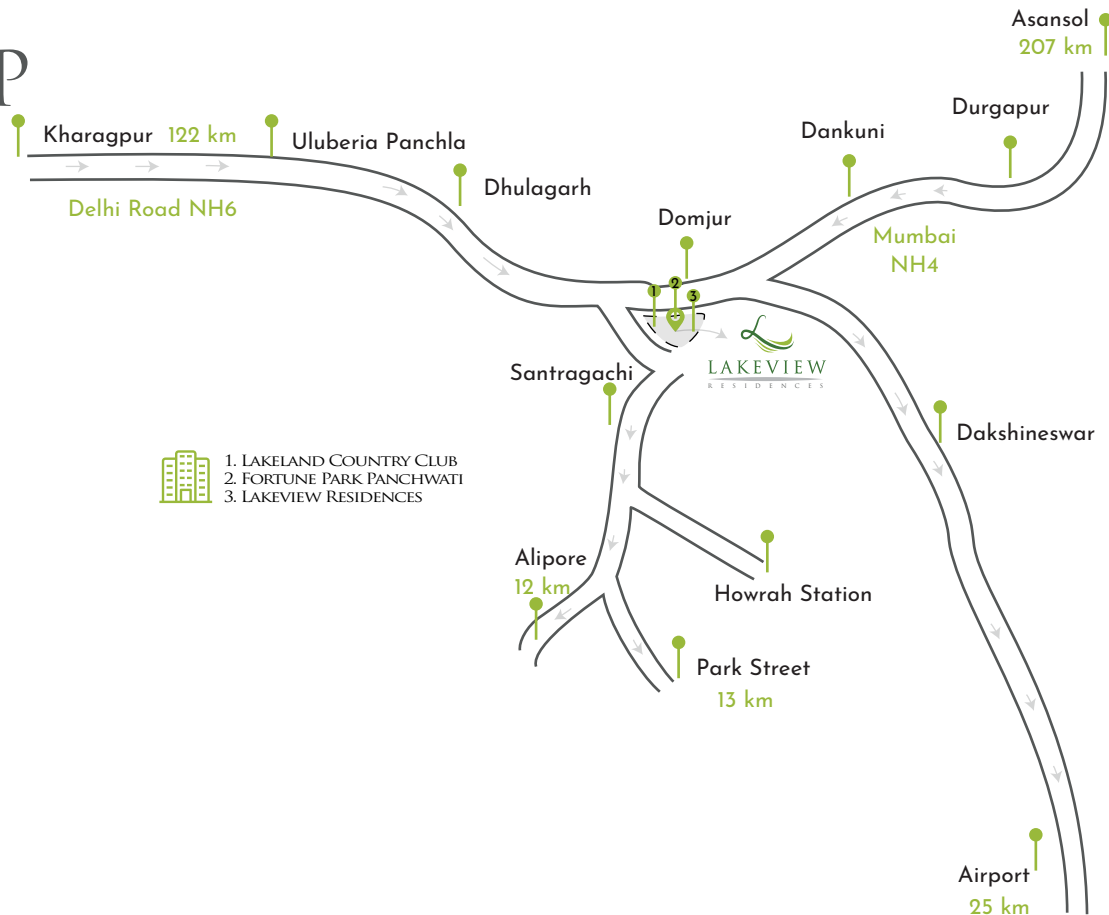 P
Asansol
207 km
Durgapur
Dankuni
Kharagpur 122 km
Uluberia Panchla
Dhulagarh
Delhi Road NH6
Domjur
Mumbai
NH4
1
2
3
LAKEVIEW
RESIDENCES
Santragachi
Dakshineswar
1. LAKELAND COUNTRY CLUB
2. FORTUNE PARK PANCHWATI
3. LAKEVIEW RESIDENCES
Alipore
12 km
Howrah Station
Park Street
13 km
Airport
25 km